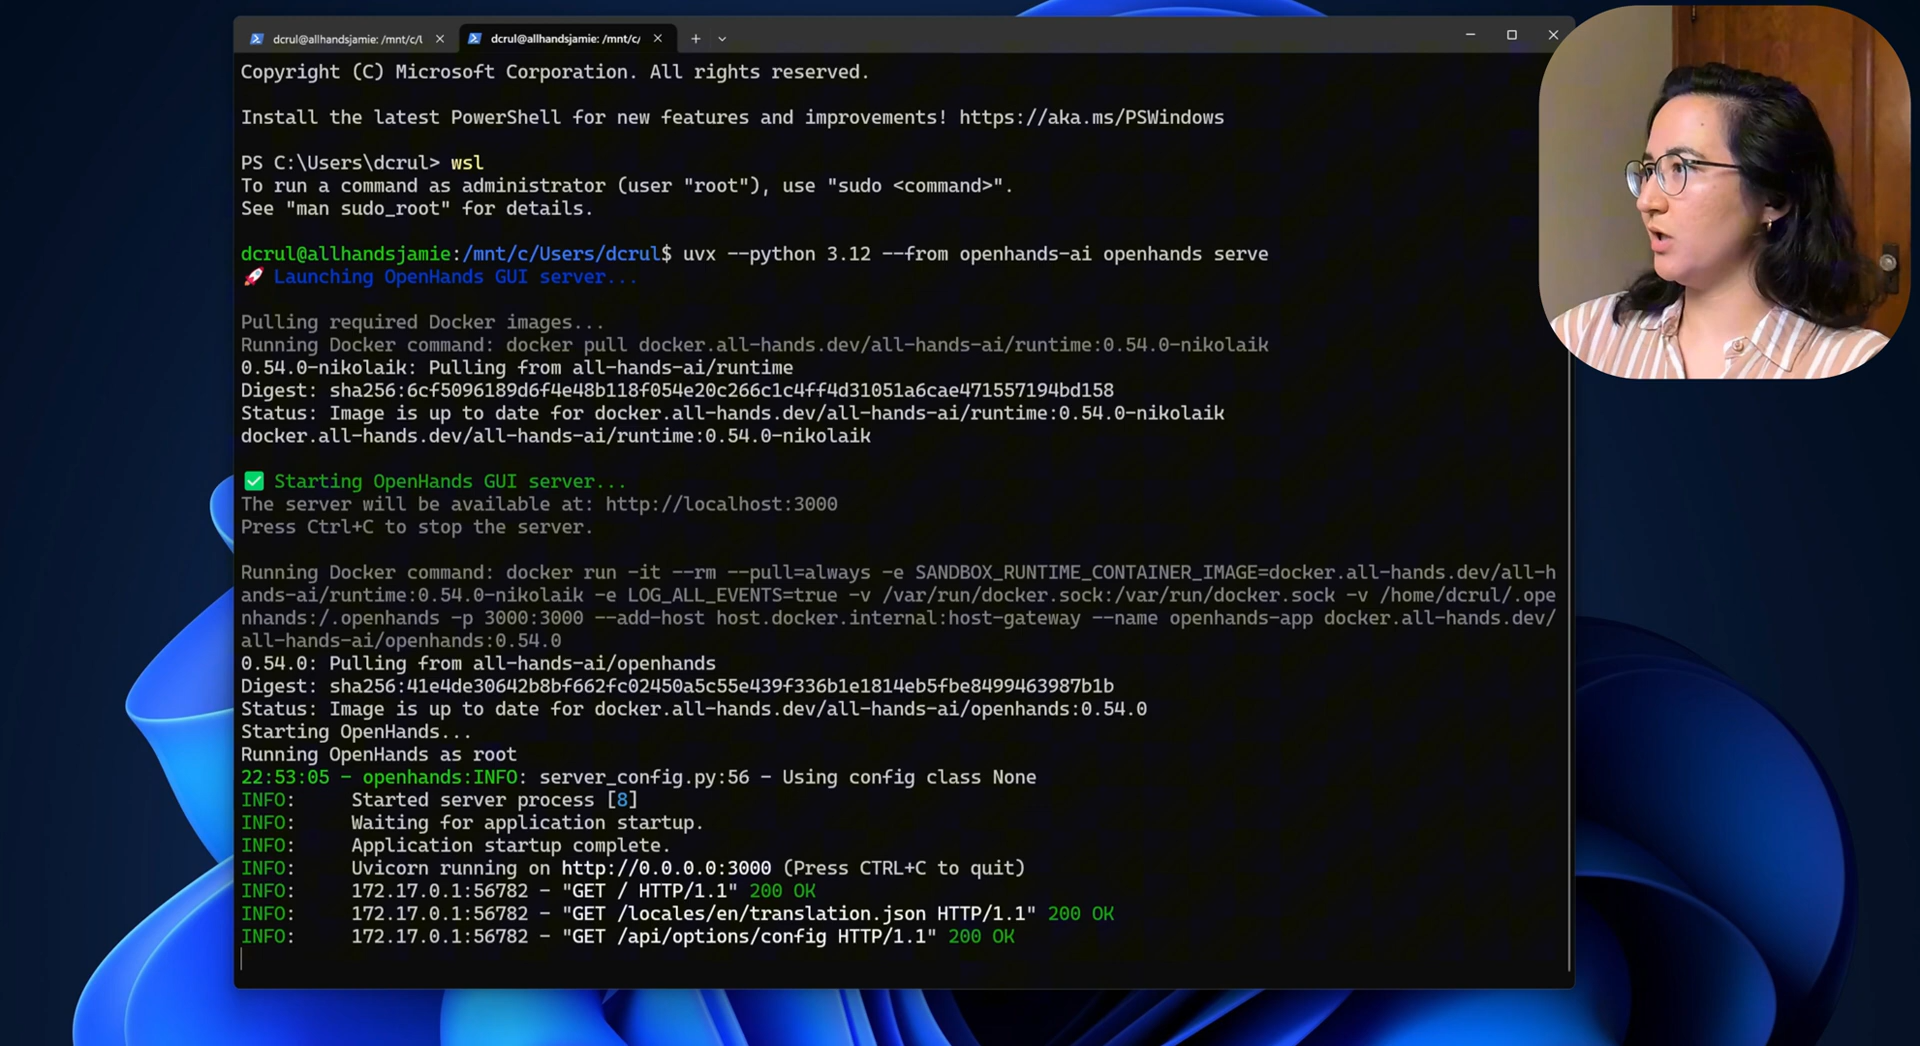 dcrul@allhandsjamie: /mnt/c/l
dcrul@allhandsjamie: /mnt/c/
Copyright (C) Microsoft Corporation. All rights reserved.
Install the latest PowerShell for new features and improvements! https://aka.ms/PSWindows
PS C:\Users\dcrul> wsl
To run a command as administrator (user "root"), use "sudo <command>".
See "man sudo_root" for details.
dcrul@allhandsjamie:/mnt/c/Users/dcrul$ uvx --python 3.12 --from openhands-ai openhands serve
🚀 Launching OpenHands GUI server...
Pulling required Docker images...
Running Docker command: docker pull docker.all-hands.dev/all-hands-ai/runtime:0.54.0-nikolaik
0.54.0-nikolaik: Pulling from all-hands-ai/runtime
Digest: sha256:6cf5096189d6f4e48b118f054e20c266c1c4ff4d31051a6cae471557194bd158
Status: Image is up to date for docker.all-hands.dev/all-hands-ai/runtime:0.54.0-nikolaik
docker.all-hands.dev/all-hands-ai/runtime:0.54.0-nikolaik
✅ Starting OpenHands GUI server...
The server will be available at: http://localhost:3000
Press Ctrl+C to stop the server.
Running Docker command: docker run -it --rm --pull=always -e SANDBOX_RUNTIME_CONTAINER_IMAGE=docker.all-hands.dev/all-h
ands-ai/runtime:0.54.0-nikolaik -e LOG_ALL_EVENTS=true -v /var/run/docker.sock:/var/run/docker.sock -v /home/dcrul/.ope
nhands:/.openhands -p 3000:3000 --add-host host.docker.internal:host-gateway --name openhands-app docker.all-hands.dev/
all-hands-ai/openhands:0.54.0
0.54.0: Pulling from all-hands-ai/openhands
Digest: sha256:41e4de30642b8bf662fc02450a5c55e439f336b1e1814eb5fbe8499463987b1b
Status: Image is up to date for docker.all-hands.dev/all-hands-ai/openhands:0.54.0
Starting OpenHands...
Running OpenHands as root
22:53:05 - openhands:INFO: server_config.py:56 - Using config class None
INFO:     Started server process [8]
INFO:     Waiting for application startup.
INFO:     Application startup complete.
INFO:     Uvicorn running on http://0.0.0.0:3000 (Press CTRL+C to quit)
INFO:     172.17.0.1:56782 - "GET / HTTP/1.1" 200 OK
INFO:     172.17.0.1:56782 - "GET /locales/en/translation.json HTTP/1.1" 200 OK
INFO:     172.17.0.1:56782 - "GET /api/options/config HTTP/1.1" 200 OK